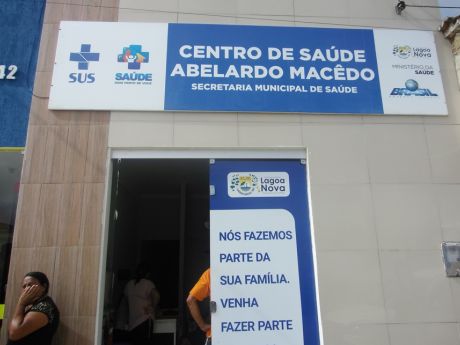 42
SUS
SAÚDE
CENTRO DE SAÚDE
ABELARDO MACÊDO
SECRETARIA MUNICIPAL DE SAÚDE
Lagoa
Nova
MINISTÉRIO DA
SAÚDE
BRASIL
Lagoa
Nova
NÓS FAZEMOS
PARTE DA
SUA FAMÍLIA.
VENHA
FAZER PARTE